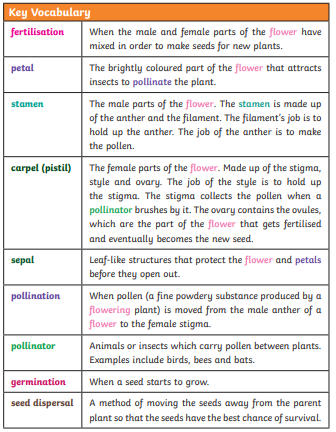 Key Vocabulary
fertilisation
When the male and female parts of the flower have
mixed in order to make seeds for new plants.
petal
The brightly coloured part of the flower that attracts
insects to pollinate the plant.
stamen
The male parts of the flower. The stamen is made up
of the anther and the filament. The filament's job is to
hold up the anther. The job of the anther is to make
the pollen.
carpel (pistil)
The female parts of the flower. Made up of the stigma,
style and ovary. The job of the style is to hold up
the stigma. The stigma collects the pollen when a
pollinator brushes by it. The ovary contains the ovules,
which are the part of the flower that gets fertilised
and eventually becomes the new seed.
sepal
Leaf-like structures that protect the flower and petals
before they open out.
pollination
When pollen (a fine powdery substance produced by a
flowering plant) is moved from the male anther of a
flower to the female stigma.
pollinator
Animals or insects which carry pollen between plants.
Examples include birds, bees and bats.
germination
When a seed starts to grow.
seed dispersal
A method of moving the seeds away from the parent
plant so that the seeds have the best chance of survival.